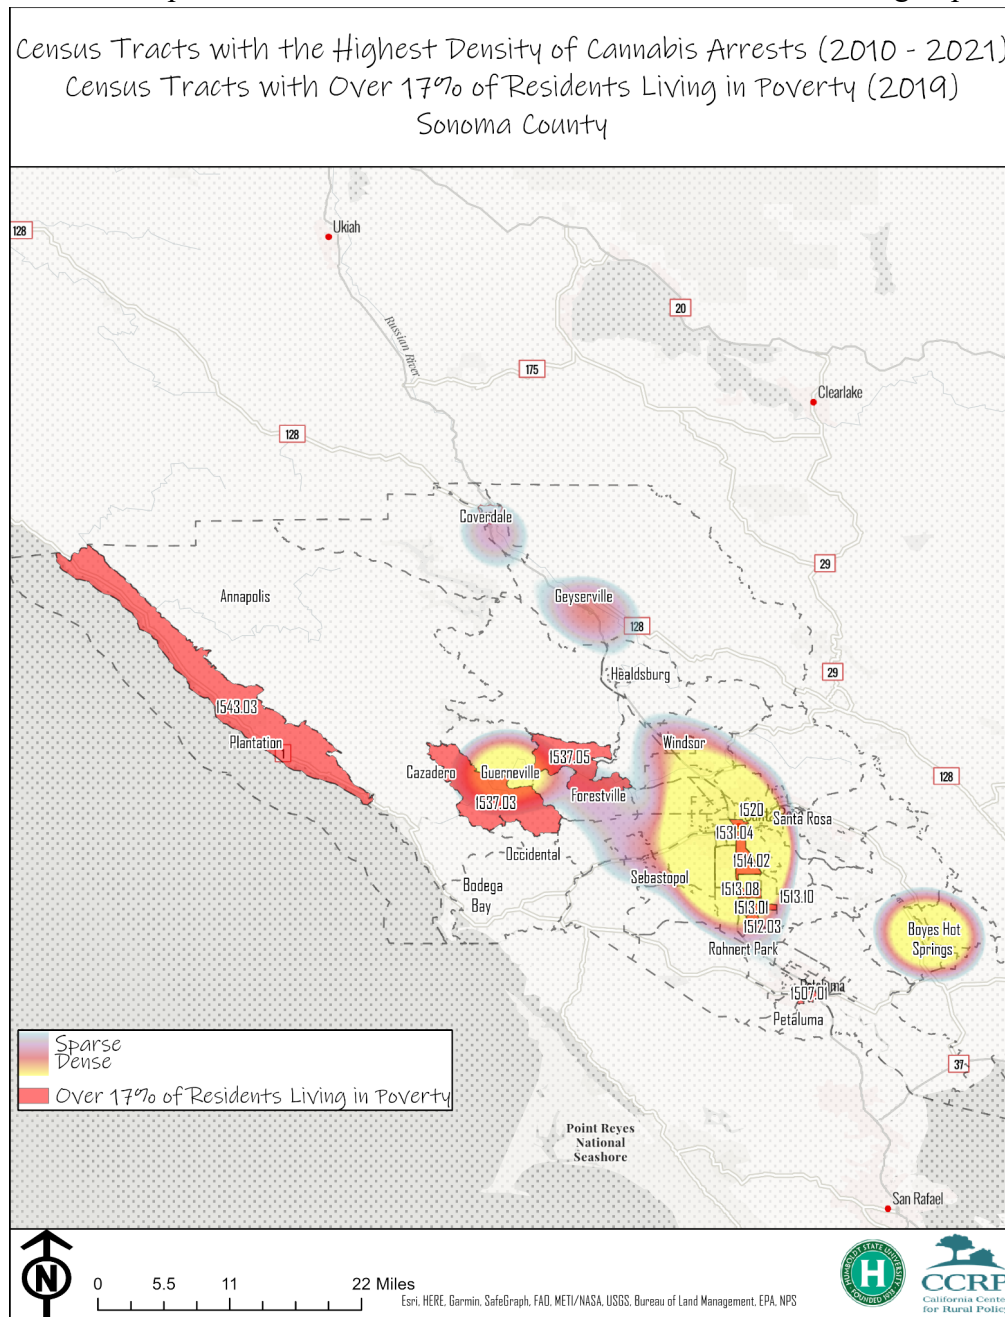 Census Tracts with the Highest Density of Cannabis Arrests (2010 - 2021)
Census Tracts with Over 17% of Residents Living in Poverty (2019)
Sonoma County
128
Ukiah
20
Russian River
175
Clearlake
128
Coverdale
29
Annapolis
Geyserville
128
29
Healdsburg
1543.03
Plantation
Windsor
1537.05
Cazadero
Guerneville
128
1537.03
Forestville
1520
Santa Rosa
1531.04
Occidental
1514.02
Sebastopol
Bodega
Bay
1513.08
1513.10
1513.01
1512.03
Boyes Hot
Springs
Rohnert Park
1507.01
Petaluma
Sparse
Dense
37
Over 17% of Residents Living in Poverty
Point Reyes
National
Seashore
San Rafael
N
0 5.5 11 22 Miles
Esri, HERE, Garmin, SafeGraph, FAO, METI/NASA, USGS, Bureau of Land Management, EPA, NPS
HUMBOLDT STATE UNIVERSITY
H
FOUNDED 1913
CCRP
California Cente
for Rural Policy